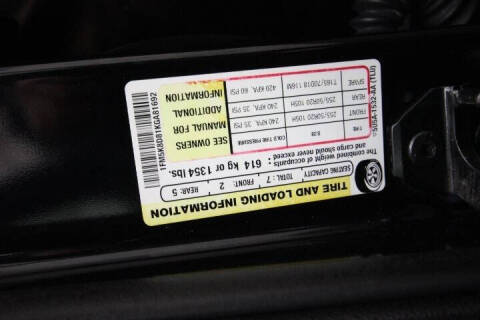 TIRE AND LOADING INFORMATION
SEATING CAPACITY TOTAL: 7 FRONT: 2 REAR: 5
The combined weight of occupants
and cargo should never exceed: 614 kg or 1354 lbs.
TIRE SIZE COLD TIRE PRESSURE
FRONT 255/50R20 105H 240 KPA, 35 PSI
REAR 255/50R20 105H 240 KPA, 35 PSI
SPARE T165/70D18 116M 420 KPA, 60 PSI
SEE OWNERS
MANUAL FOR
ADDITIONAL
INFORMATION
1FM5K8D81KGA81692